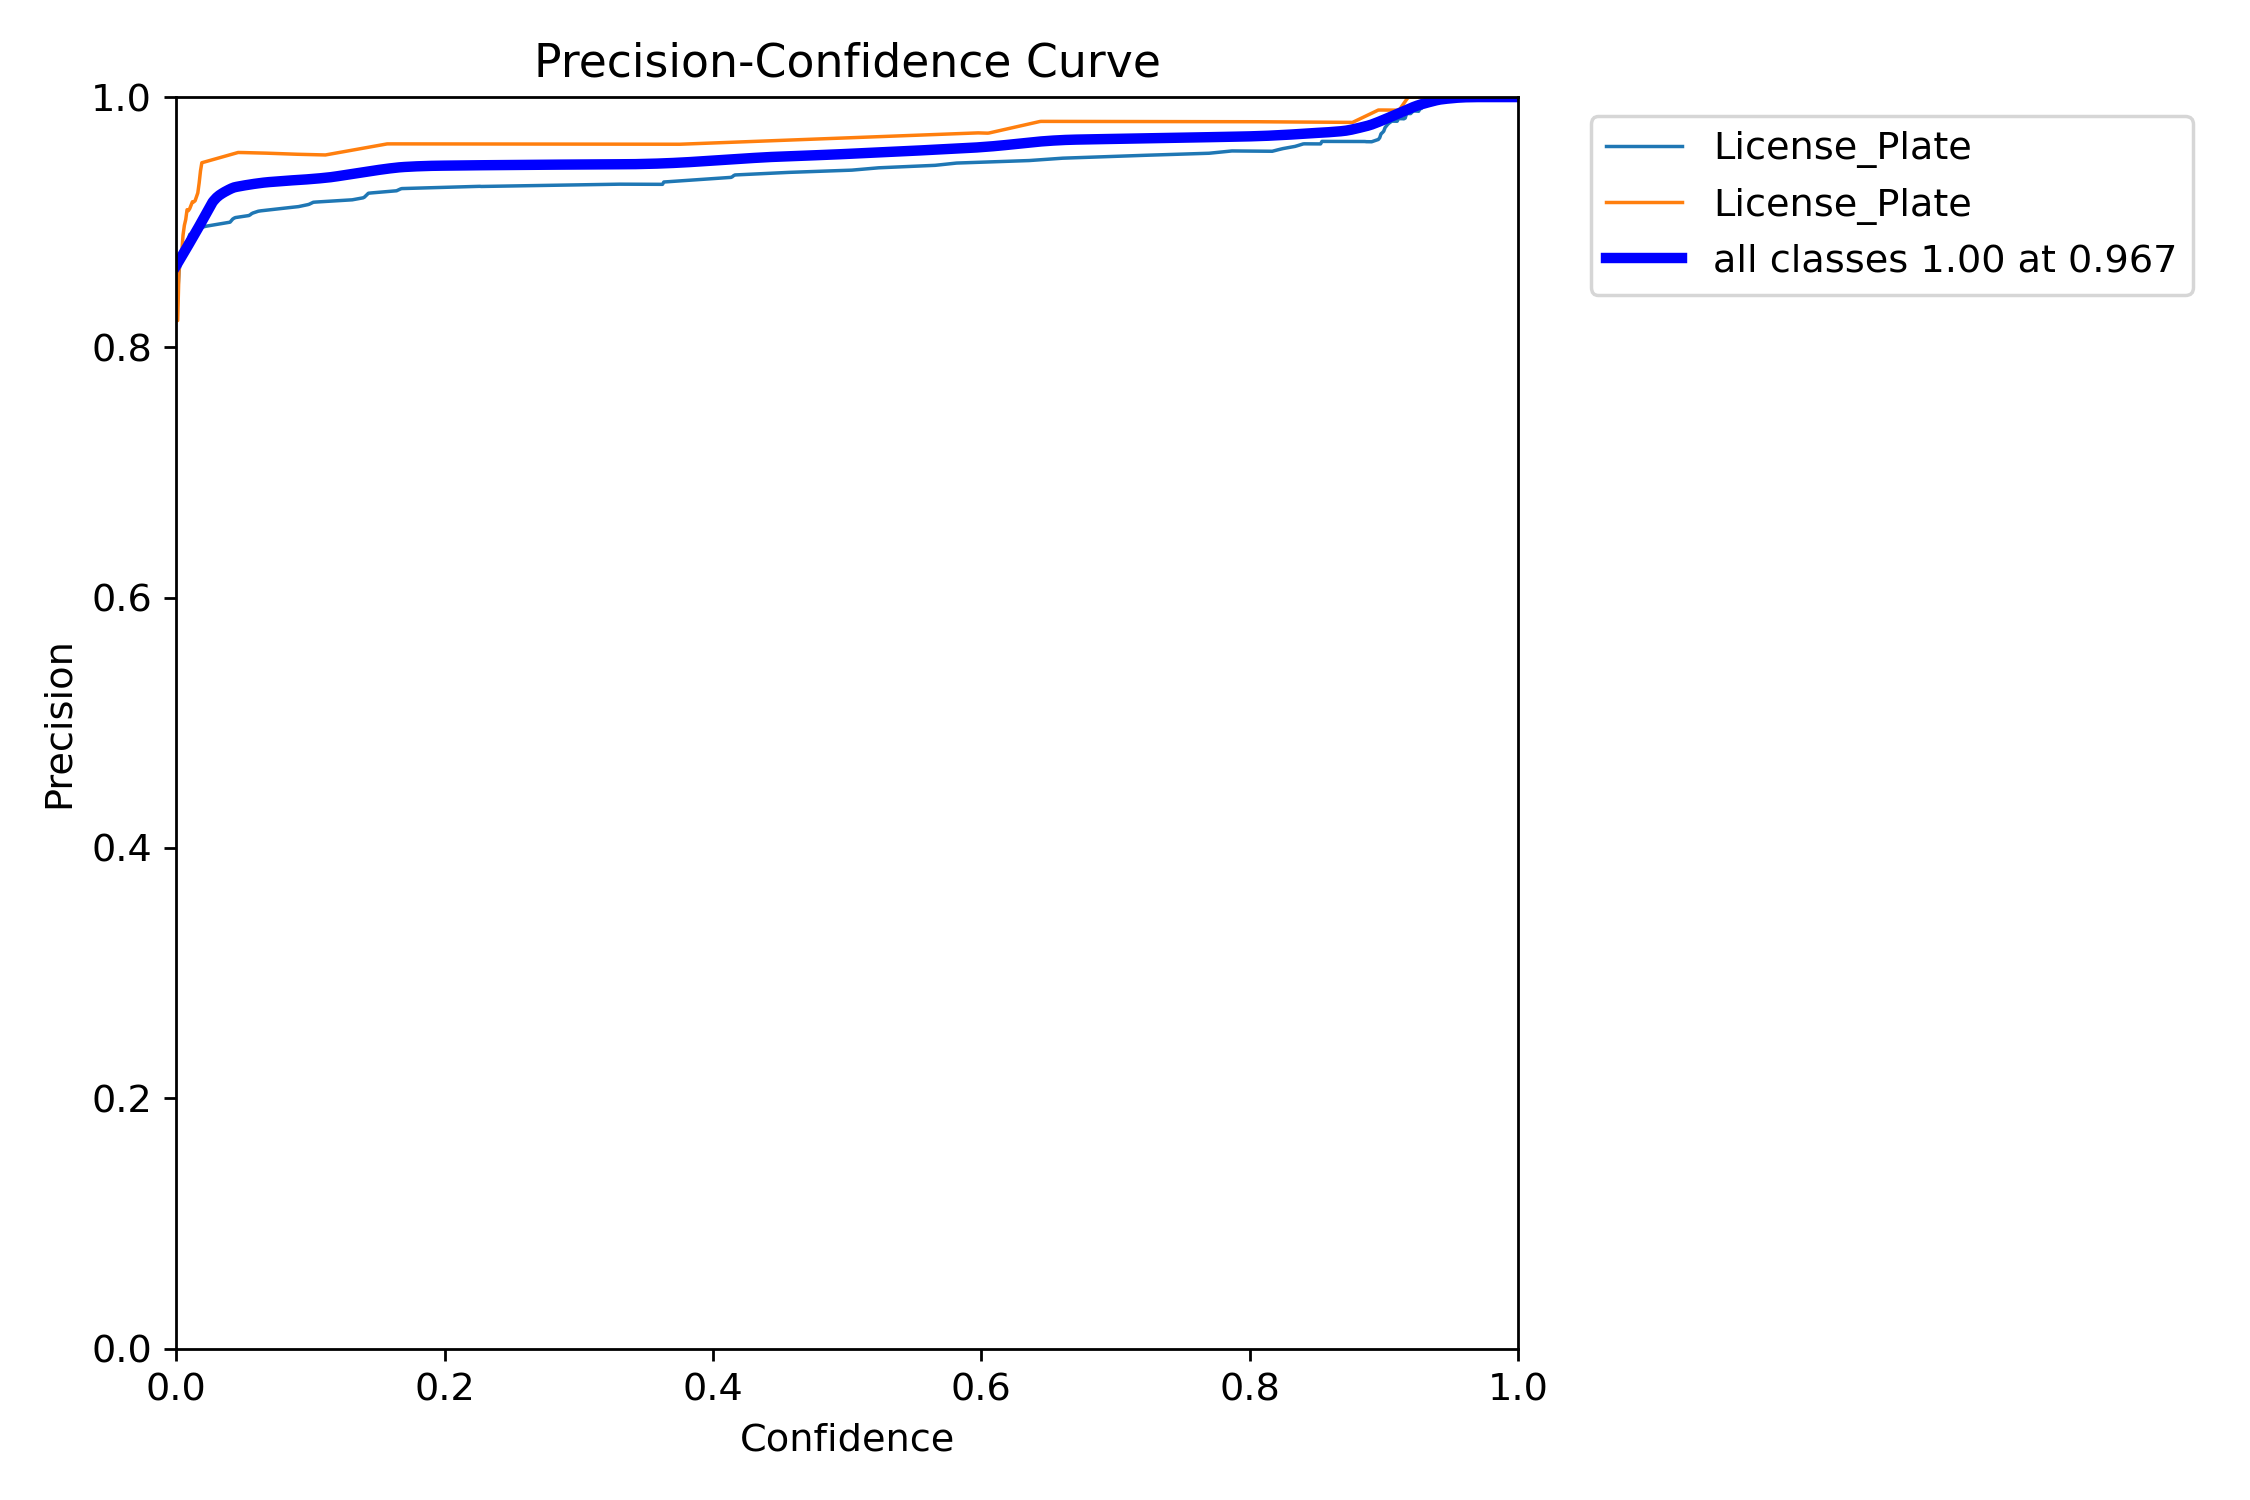 Precision-Confidence Curve
1.0
0.8
0.6
0.4
0.2
0.0
Precision
0.0 0.2 0.4 0.6 0.8 1.0
Confidence
License_Plate
License_Plate
all classes 1.00 at 0.967